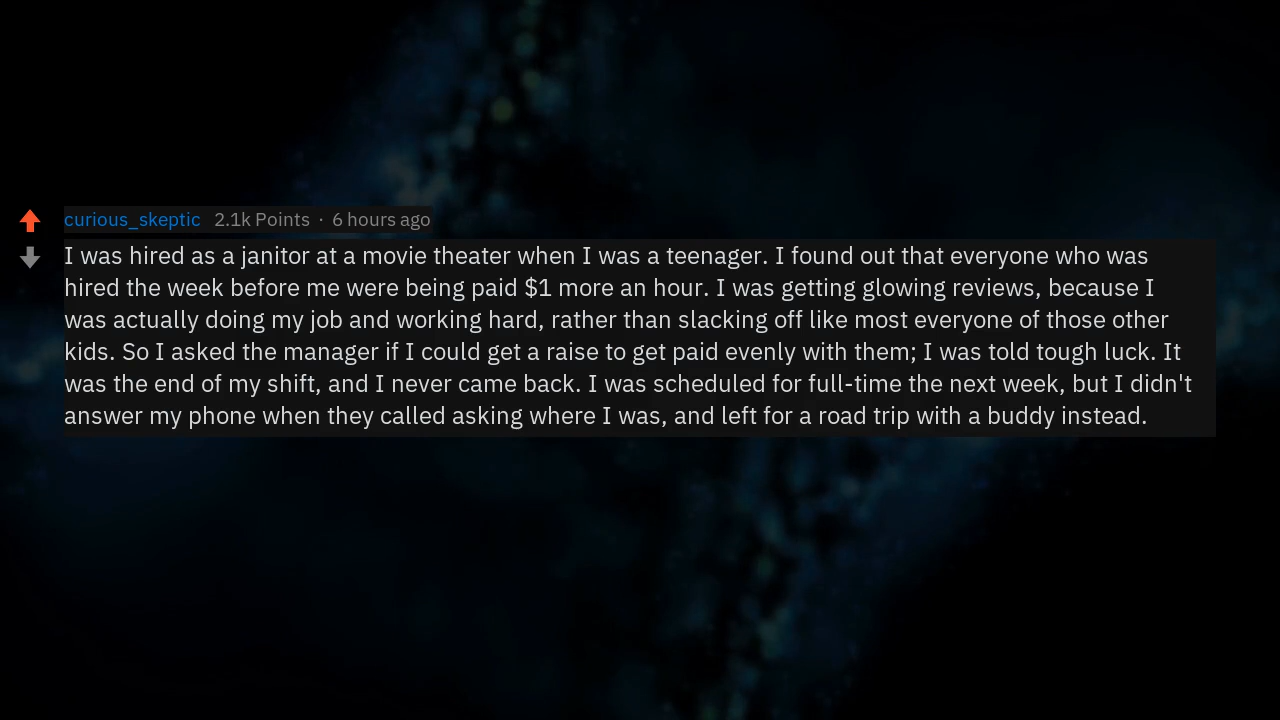 curious_skeptic 2.1k Points · 6 hours ago
I was hired as a janitor at a movie theater when I was a teenager. I found out that everyone who was
hired the week before me were being paid $1 more an hour. I was getting glowing reviews, because I
was actually doing my job and working hard, rather than slacking off like most everyone of those other
kids. So I asked the manager if I could get a raise to get paid evenly with them; I was told tough luck. It
was the end of my shift, and I never came back. I was scheduled for full-time the next week, but I didn't
answer my phone when they called asking where I was, and left for a road trip with a buddy instead.